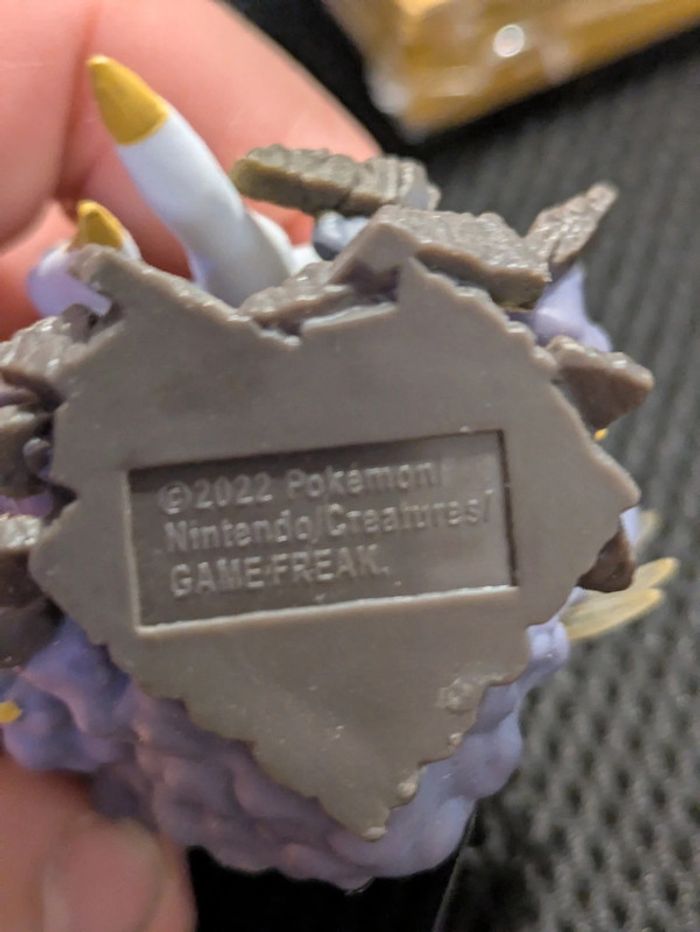 ©2022 Pokémon/
Nintendo/Creatures/
GAME FREAK.